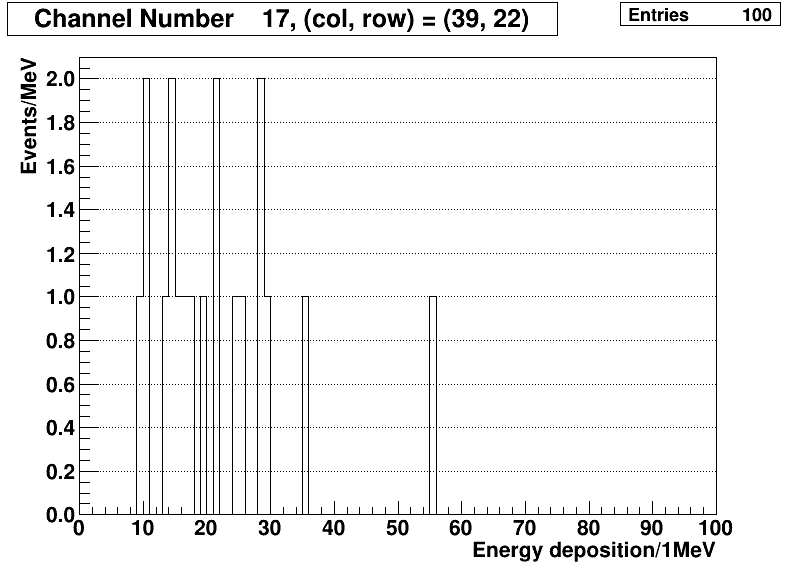 Channel Number 17, (col, row) = (39, 22)
Entries 100
Events/MeV
2.0
1.8
1.6
1.4
1.2
1.0
0.8
0.6
0.4
0.2
0.0
0 10 20 30 40 50 60 70 80 90 100
Energy deposition/1MeV